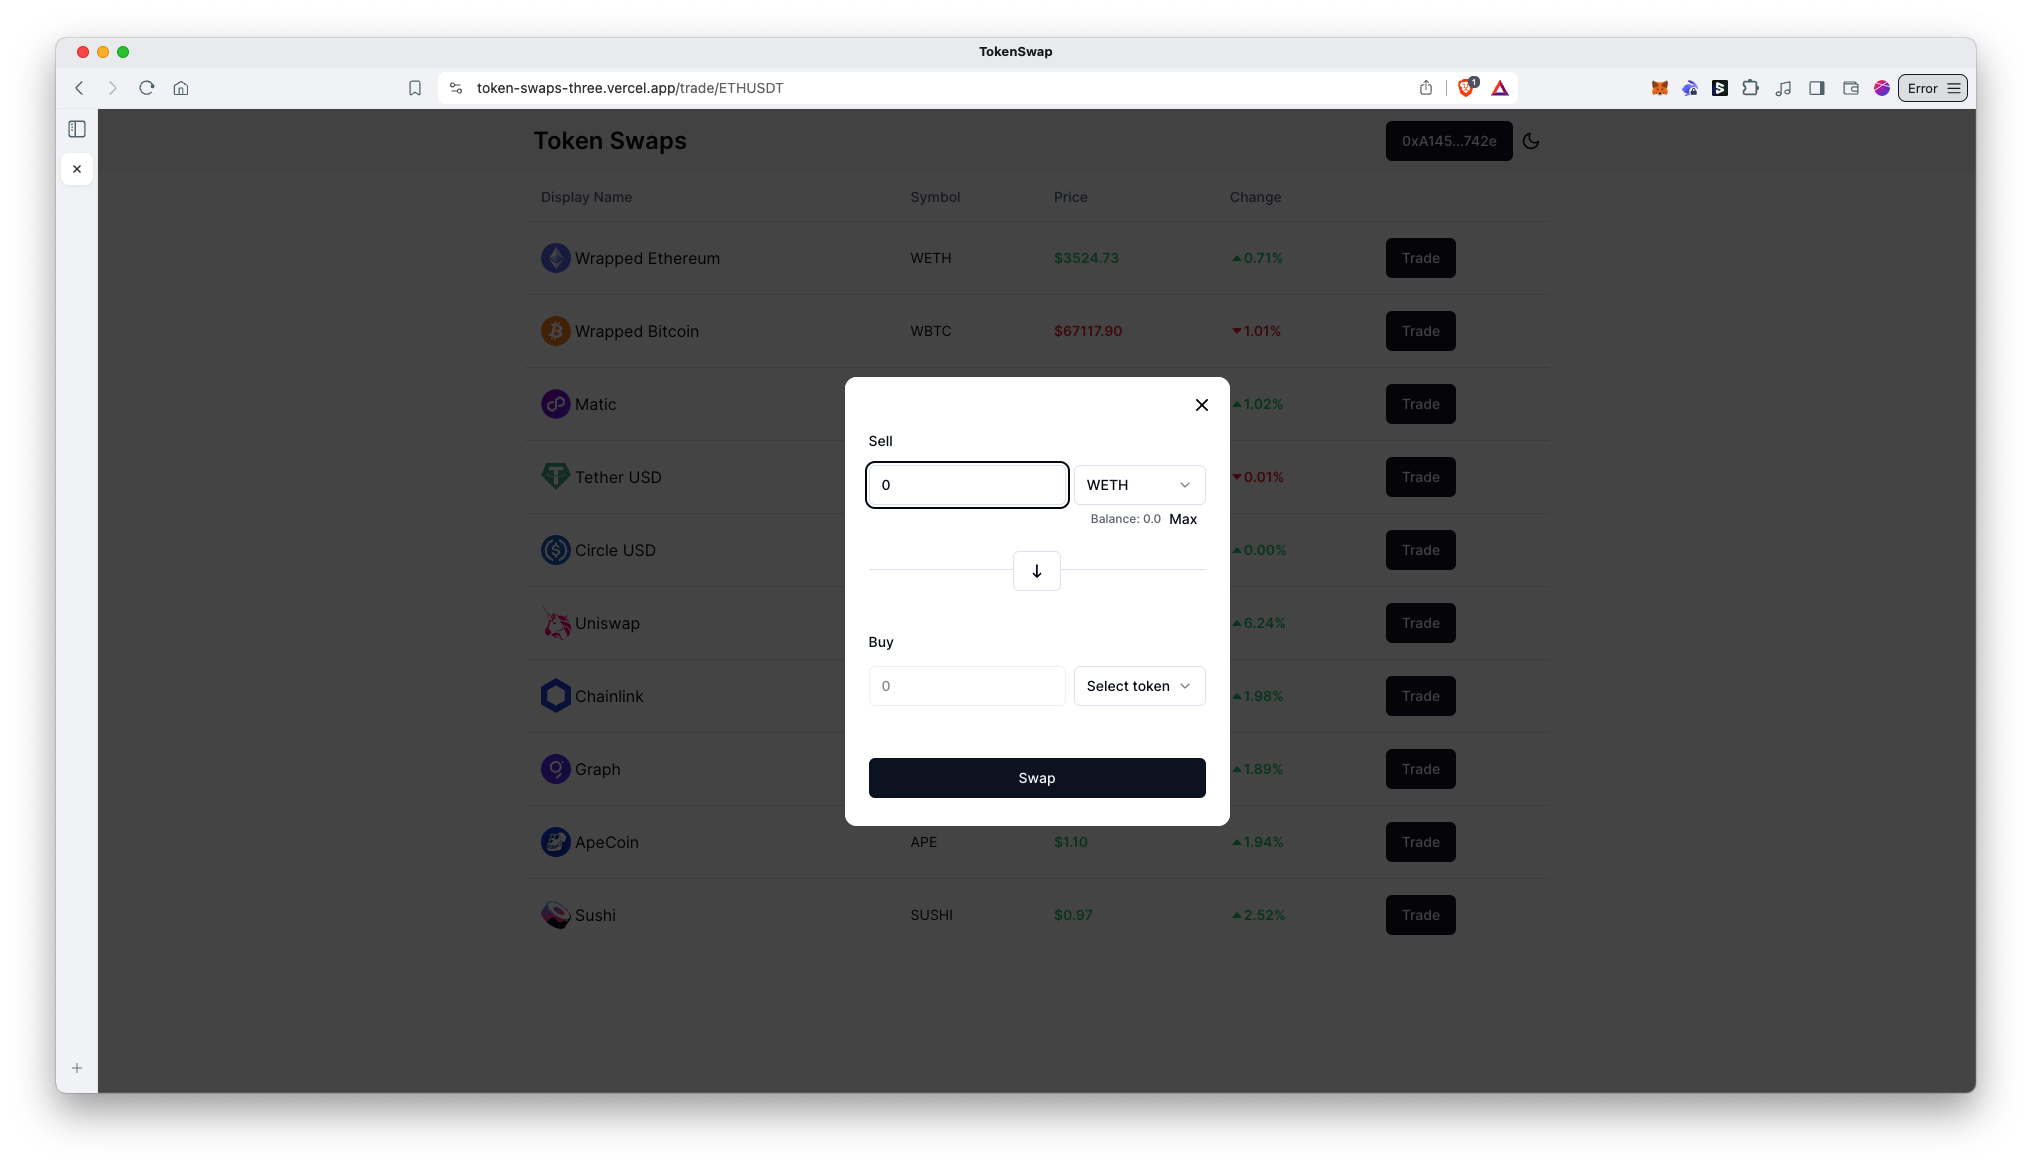 TokenSwap
token-swaps-three.vercel.app/trade/ETHUSDT
1
Error
Token Swaps
0xA145...742e
Display Name Symbol Price Change
Wrapped Ethereum WETH $3524.73 0.71% Trade
Wrapped Bitcoin WBTC $67117.90 1.01% Trade
Matic 1.02% Trade
Tether USD 0.01% Trade
Circle USD 0.00% Trade
Uniswap 6.24% Trade
Chainlink 1.98% Trade
Graph 1.89% Trade
ApeCoin APE $1.10 1.94% Trade
Sushi SUSHI $0.97 2.52% Trade
Sell
0 WETH
Balance: 0.0 Max
Buy
0 Select token
Swap